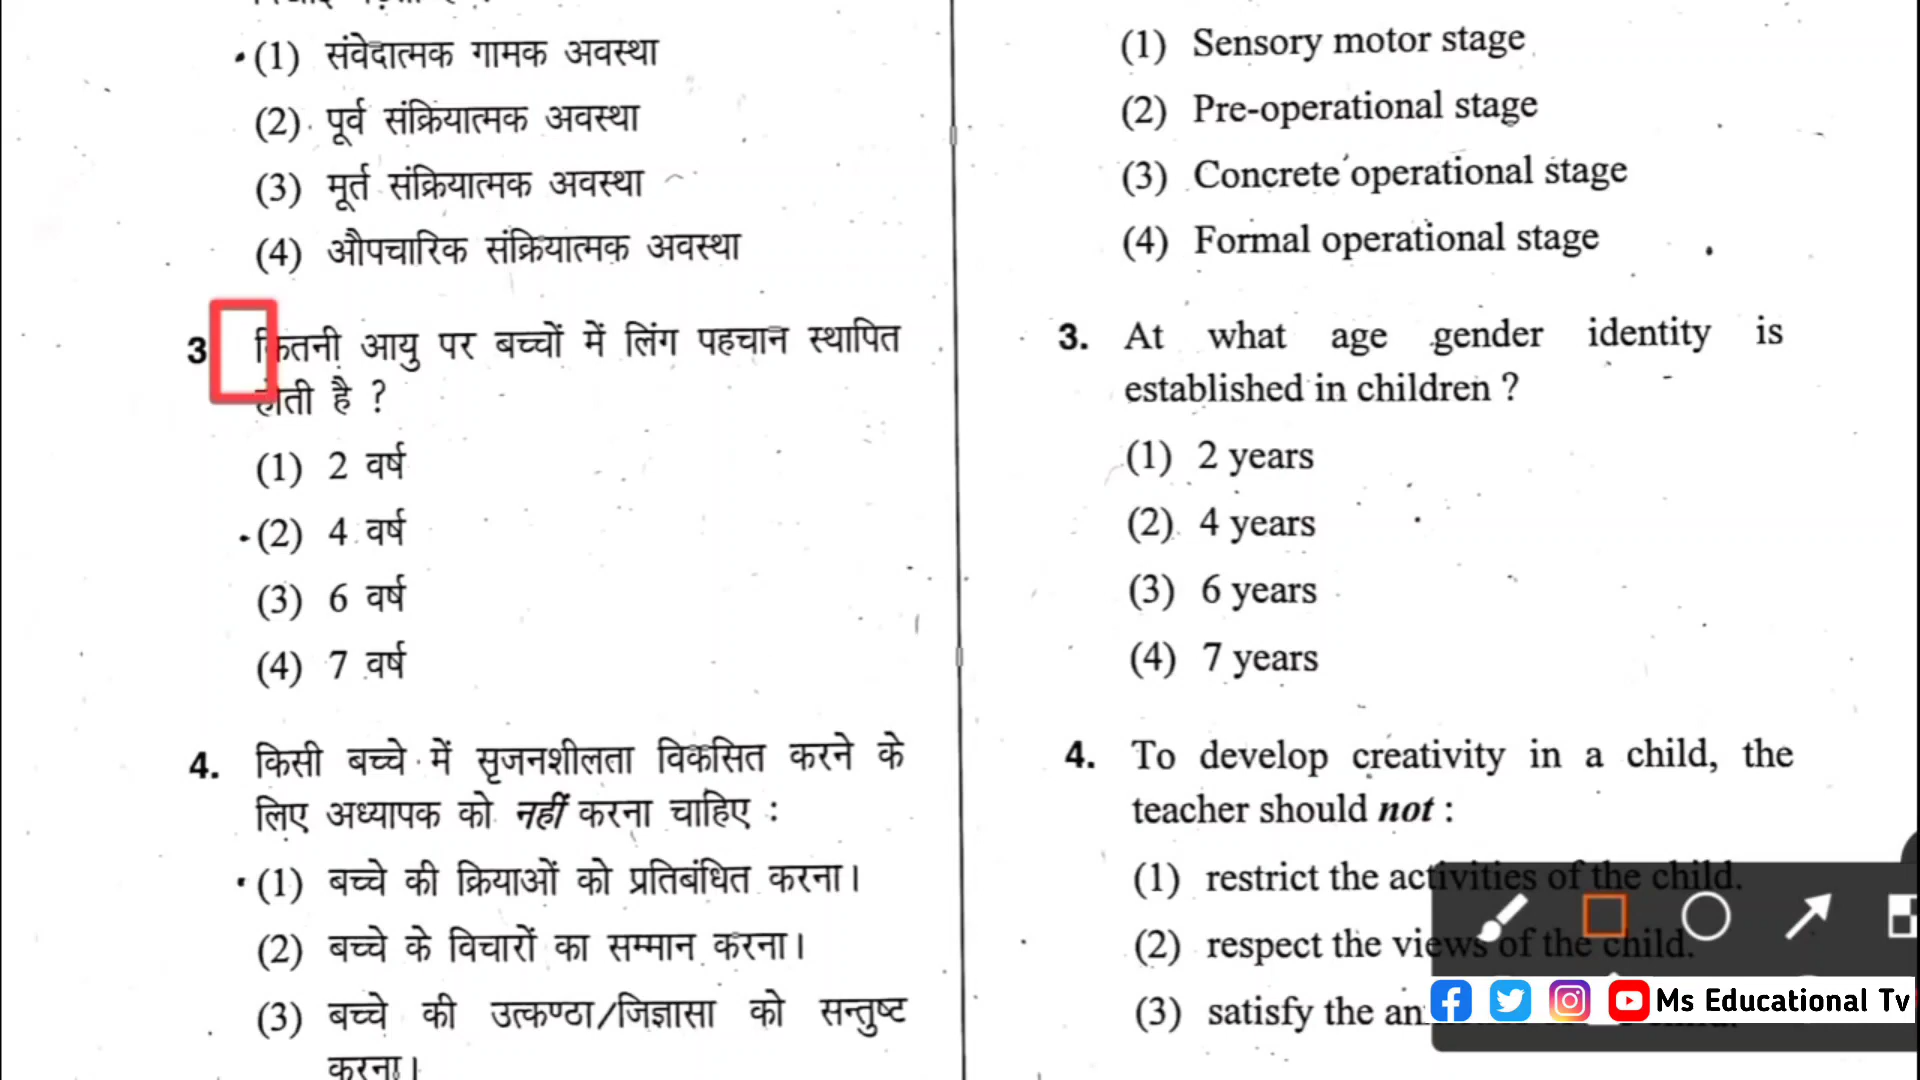 (1) संवेदात्मक गामक अवस्था
(2) पूर्व संक्रियात्मक अवस्था
(3) मूर्त संक्रियात्मक अवस्था
(4) औपचारिक संक्रियात्मक अवस्था
3 कितनी आयु पर बच्चों में लिंग पहचान स्थापित
होती है ?
(1) 2 वर्ष
(2) 4 वर्ष
(3) 6 वर्ष
(4) 7 वर्ष
4. किसी बच्चे में सृजनशीलता विकसित करने के
लिए अध्यापक को नहीं करना चाहिए :
(1) बच्चे की क्रियाओं को प्रतिबंधित करना।
(2) बच्चे के विचारों का सम्मान करना।
(3) बच्चे की उत्कण्ठा/जिज्ञासा को सन्तुष्ट
करना।
(1) Sensory motor stage
(2) Pre-operational stage
(3) Concrete operational stage
(4) Formal operational stage
3. At what age gender identity is
established in children ?
(1) 2 years
(2) 4 years
(3) 6 years
(4) 7 years
4. To develop creativity in a child, the
teacher should not :
(1) restrict the activities of the child.
(2) respect the views of the child.
(3) satisfy the
Ms Educational Tv